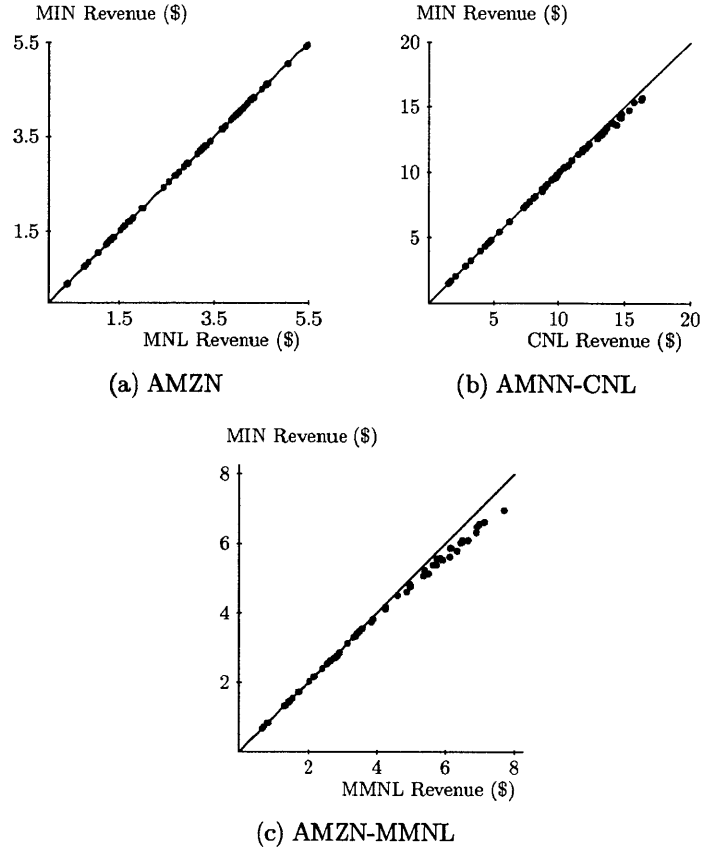 MIN Revenue ($)
5.5
3.5
1.5
1.5 3.5 5.5
MNL Revenue ($)
(a) AMZN
MIN Revenue ($)
20
15
10
5
5 10 15 20
CNL Revenue ($)
(b) AMNN-CNL
MIN Revenue ($)
8
6
4
2
2 4 6 8
MMNL Revenue ($)
(c) AMZN-MMNL